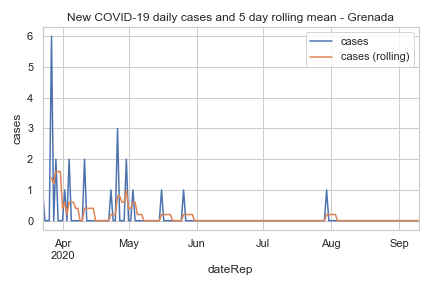 New COVID-19 daily cases and 5 day rolling mean - Grenada
cases
cases (rolling)
6
5
4
3
2
1
0
cases
Apr May Jun Jul Aug Sep
2020
dateRep